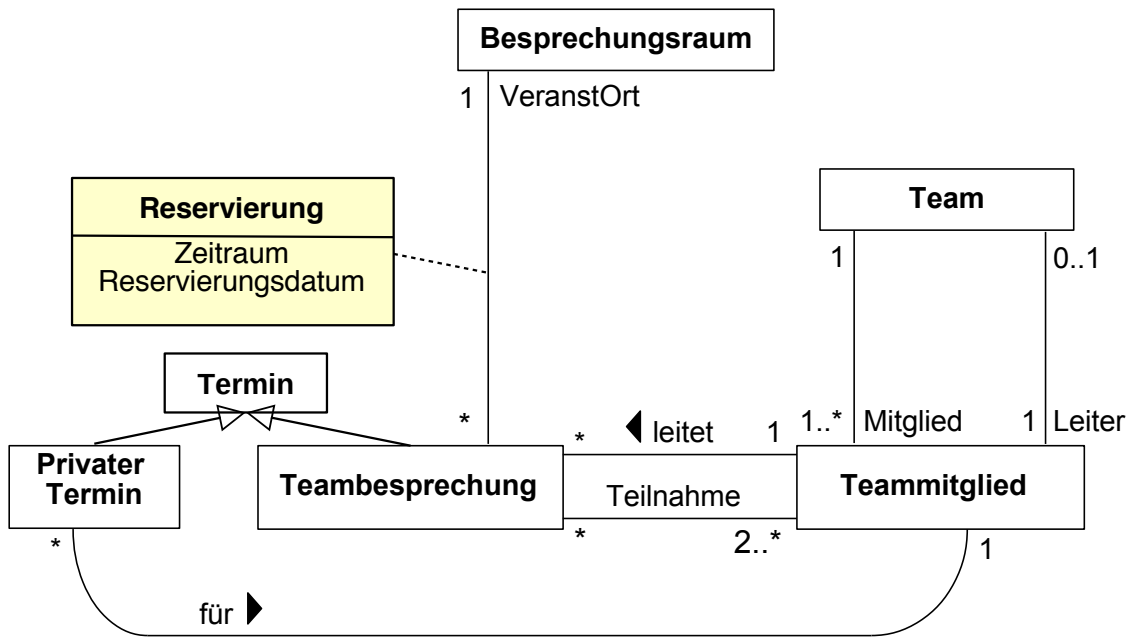 Besprechungsraum
1 VeranstOrt
Reservierung
Zeitraum
Reservierungsdatum
Team
1
0..1
Termin
*
* leitet 1
1..* Mitglied
1 Leiter
Privater
Termin
Teambesprechung
Teilnahme
Teammitglied
*
*
2..*
1
für